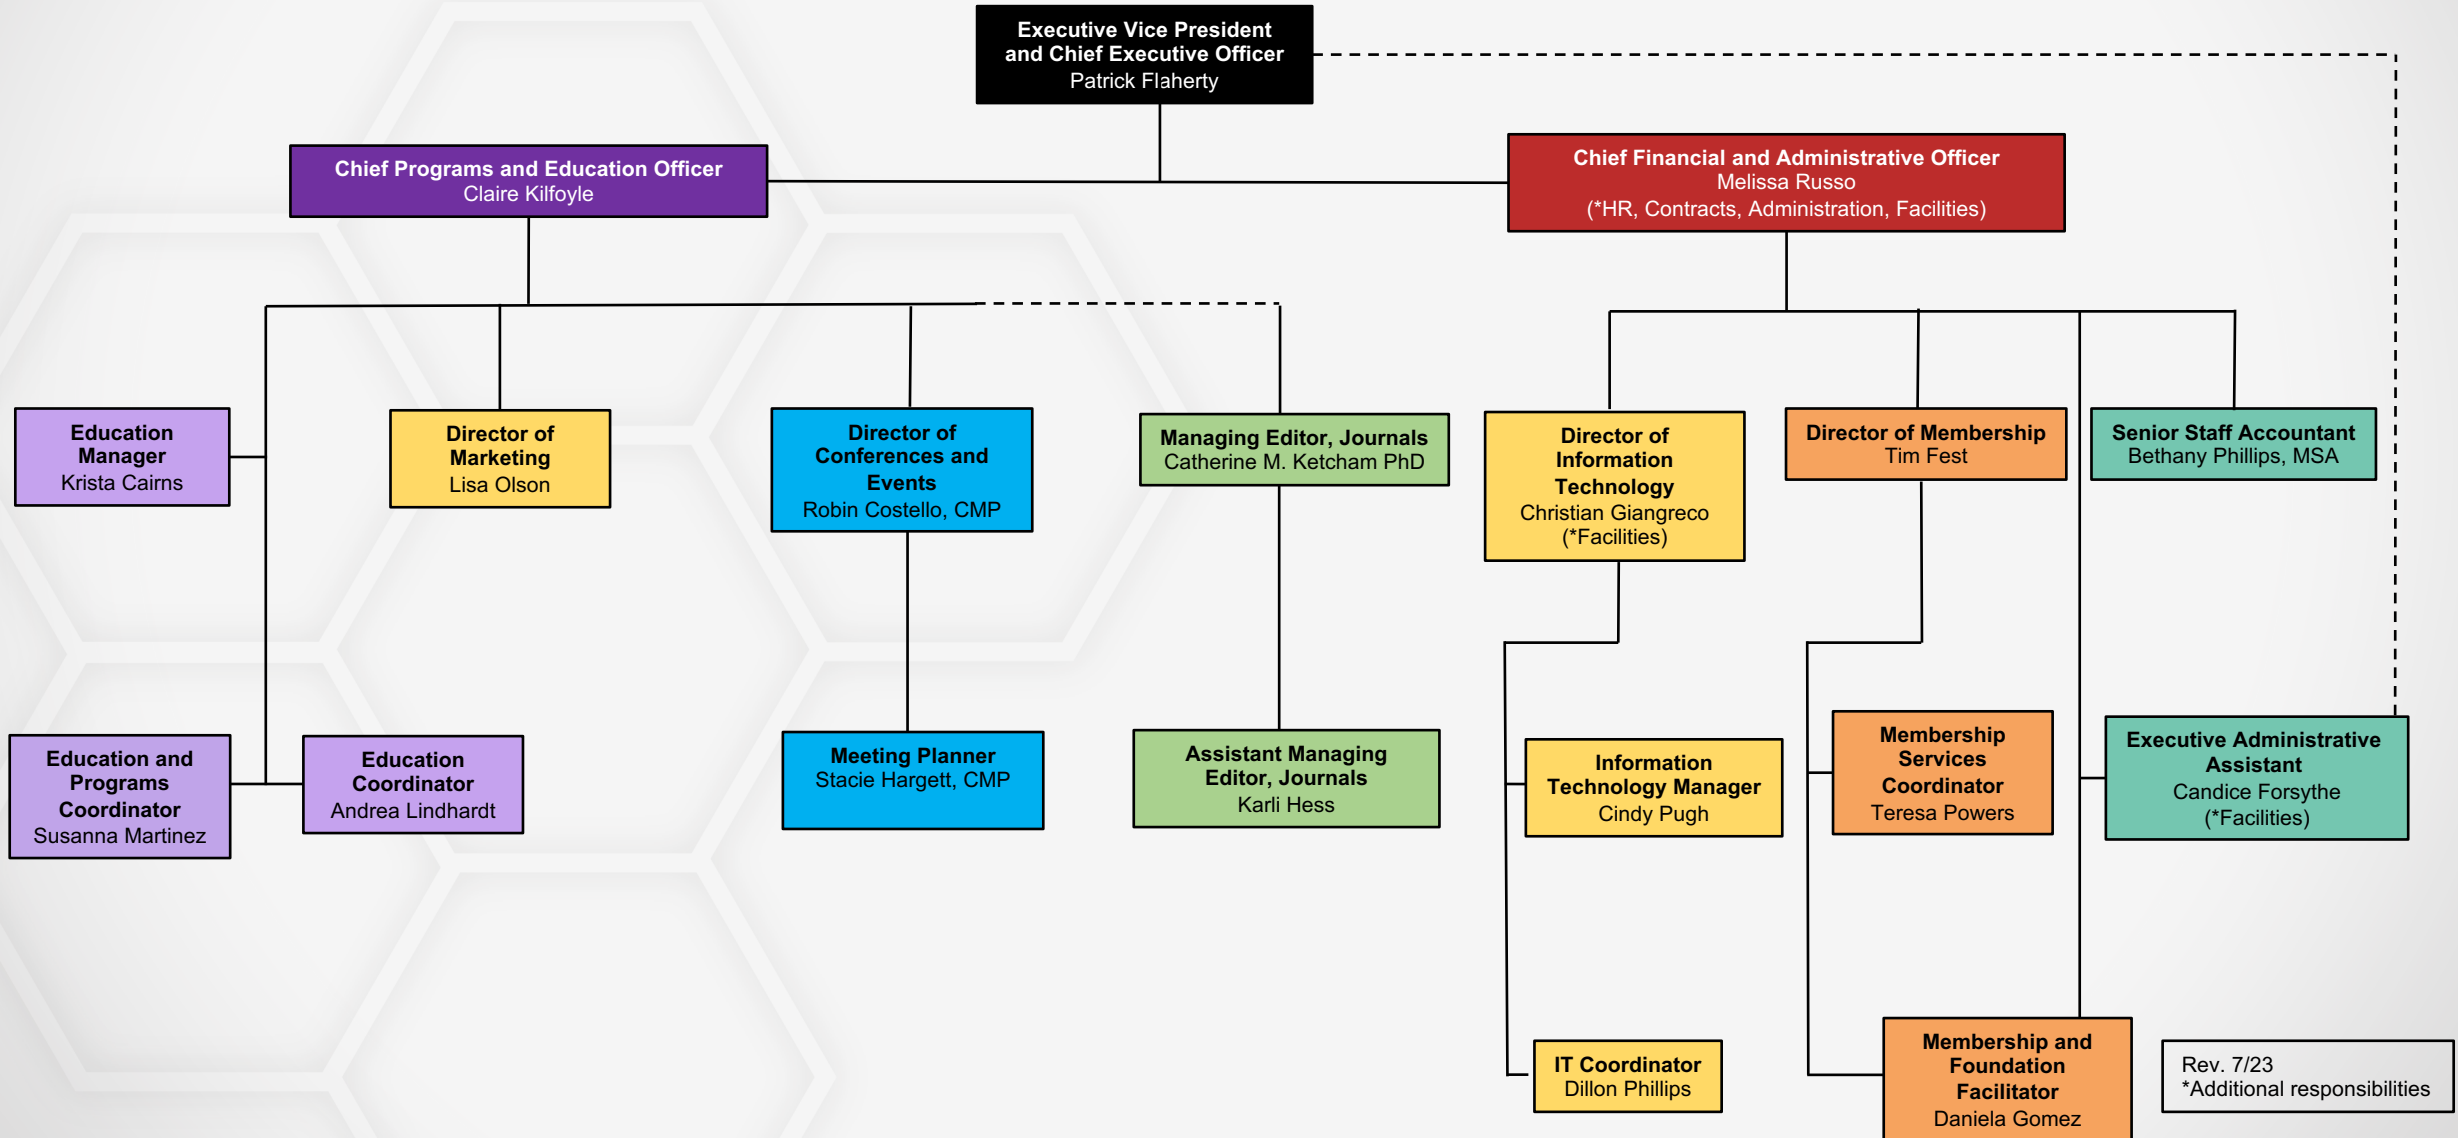 Executive Vice President
and Chief Executive Officer
Patrick Flaherty
Chief Programs and Education Officer
Claire Kilfoyle
Chief Financial and Administrative Officer
Melissa Russo
(*HR, Contracts, Administration, Facilities)
Education
Manager
Krista Cairns
Director of
Marketing
Lisa Olson
Director of
Conferences and
Events
Robin Costello, CMP
Managing Editor, Journals
Catherine M. Ketcham PhD
Director of
Information
Technology
Christian Giangreco
(*Facilities)
Director of Membership
Tim Fest
Senior Staff Accountant
Bethany Phillips, MSA
Education and
Programs
Coordinator
Susanna Martinez
Education
Coordinator
Andrea Lindhardt
Meeting Planner
Stacie Hargett, CMP
Assistant Managing
Editor, Journals
Karli Hess
Information
Technology Manager
Cindy Pugh
Membership
Services
Coordinator
Teresa Powers
Executive Administrative
Assistant
Candice Forsythe
(*Facilities)
IT Coordinator
Dillon Phillips
Membership and
Foundation
Facilitator
Daniela Gomez
Rev. 7/23
*Additional responsibilities